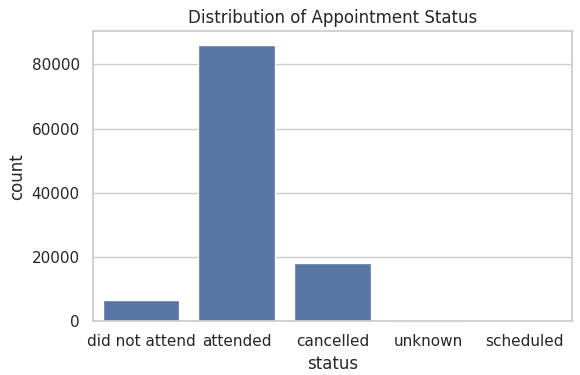 Distribution of Appointment Status
80000
60000
40000
20000
0
count
did not attend attended cancelled unknown scheduled
status